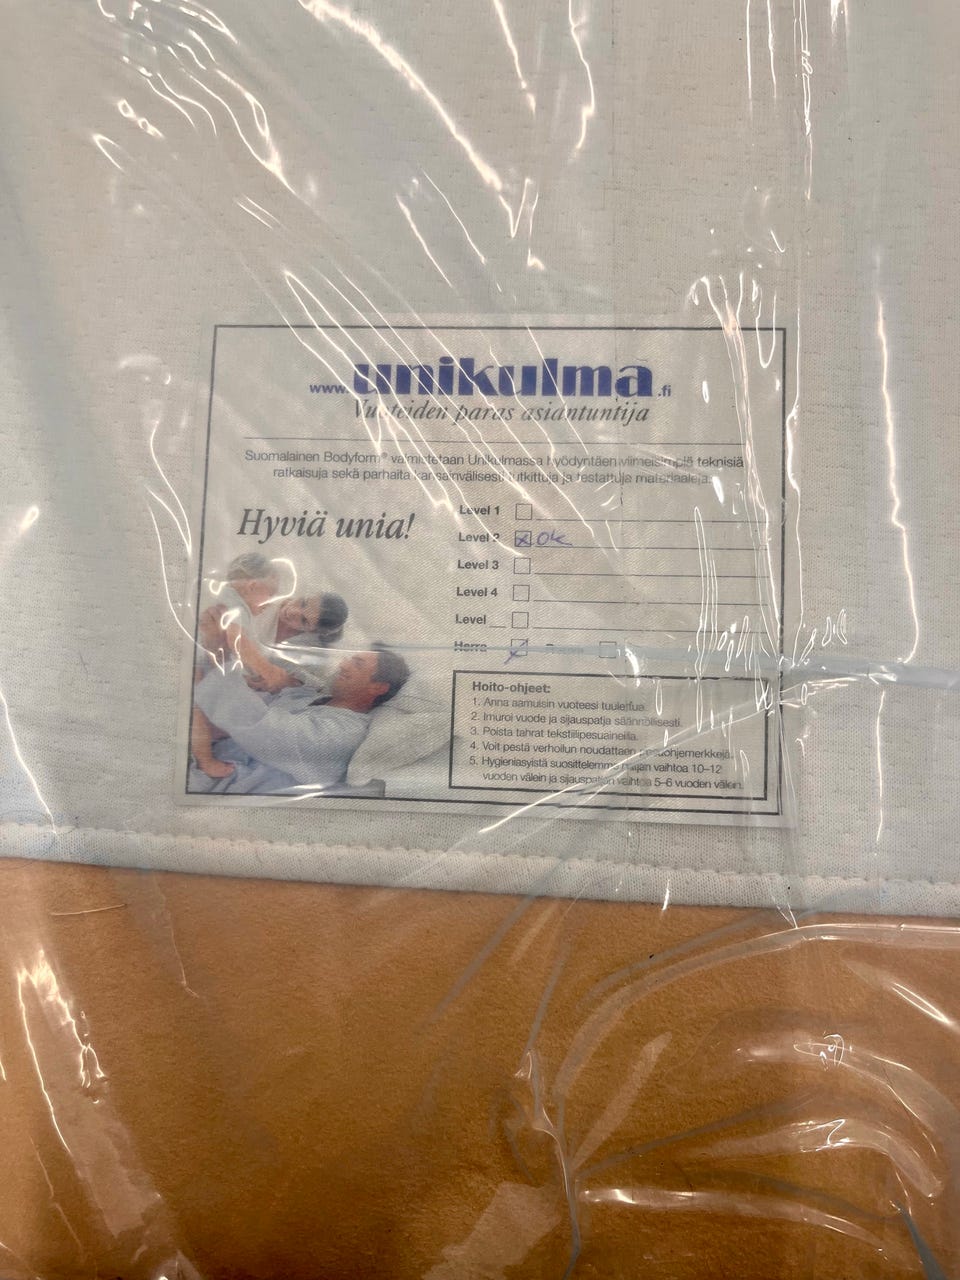 www.unikulma.fi
Vuoteiden paras asiantuntija
Suomalainen Bodyform® valmistetaan Unikulmassa hyödyntäen viimeisimpiä teknisiä
ratkaisuja sekä parhaita kansainvälisesti tutkittuja ja testattuja materiaaleja.
Hyviä unia!
Level 1
Level 2 x Ok
Level 3
Level 4
Level __
Herra x
Hoito-ohjeet:
1. Anna aamuisin vuoteesi tuulettua.
2. Imuroi vuode ja sijauspatja säännöllisesti.
3. Poista tahrat tekstiilipesuaineilla.
4. Voit pestä verhoilun noudattaen pesuohjemerkkejä.
5. Hygieniasyistä suosittelemme patjan vaihtoa 10–12
vuoden välein ja sijauspatjan vaihtoa 5–6 vuoden välein.